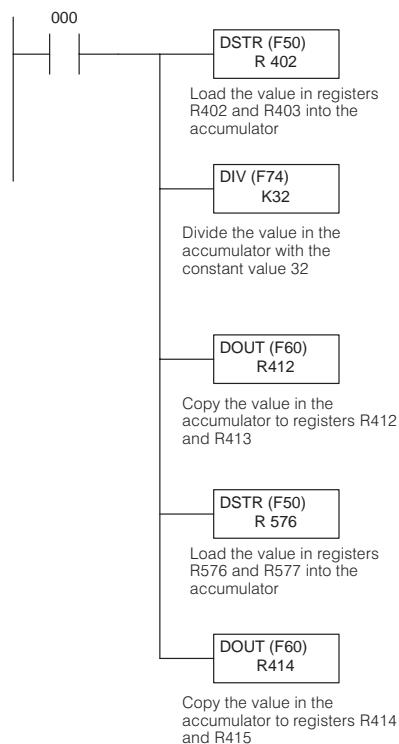 000
DSTR (F50)
R 402
Load the value in registers
R402 and R403 into the
accumulator
DIV (F74)
K32
Divide the value in the
accumulator with the
constant value 32
DOUT (F60)
R412
Copy the value in the
accumulator to registers R412
and R413
DSTR (F50)
R 576
Load the value in registers
R576 and R577 into the
accumulator
DOUT (F60)
R414
Copy the value in the
accumulator to registers R414
and R415